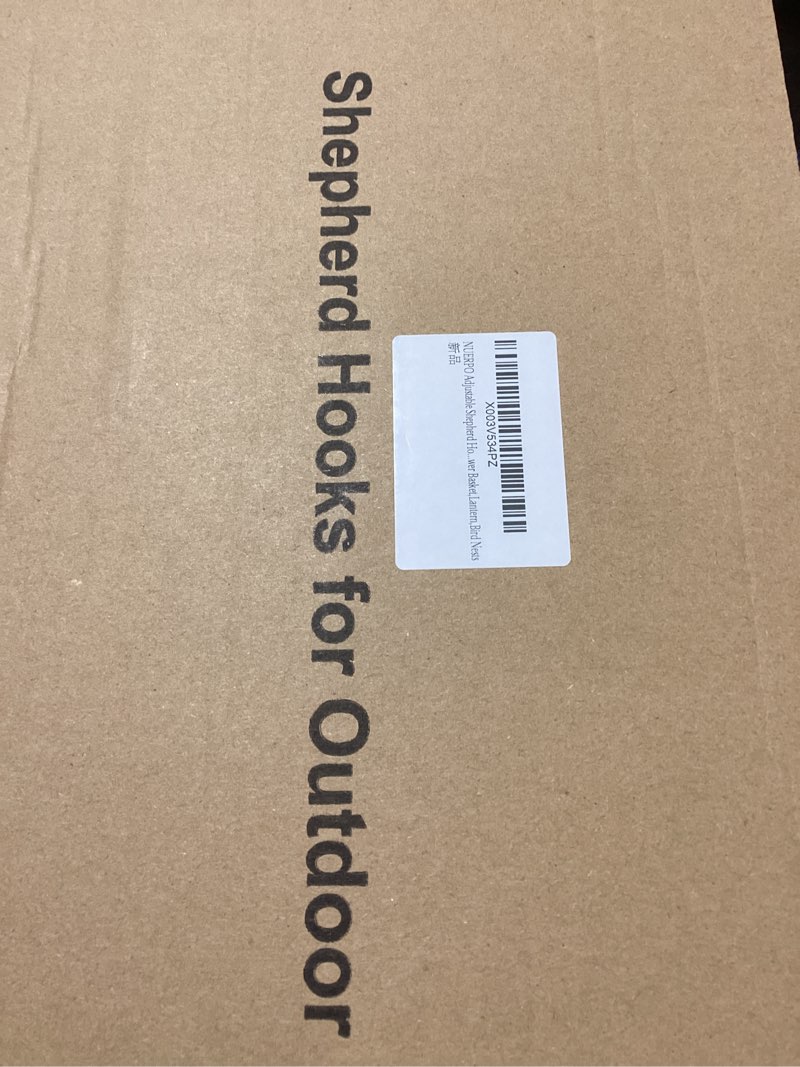 Shepherd Hooks for Outdoor
X003V534PZ
NUERPO Adjustable Shepherd Ho...wer Basket,Lantern,Bird Nests
新品